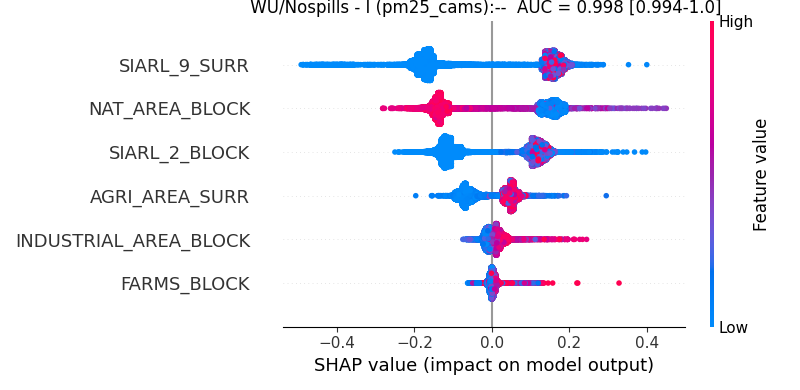 WU/Nospills - I (pm25_cams):-- AUC = 0.998 [0.994-1.0]
High
SIARL_9_SURR
NAT_AREA_BLOCK
SIARL_2_BLOCK
AGRI_AREA_SURR
INDUSTRIAL_AREA_BLOCK
FARMS_BLOCK
Feature value
Low
−0.4 −0.2 0.0 0.2 0.4
SHAP value (impact on model output)